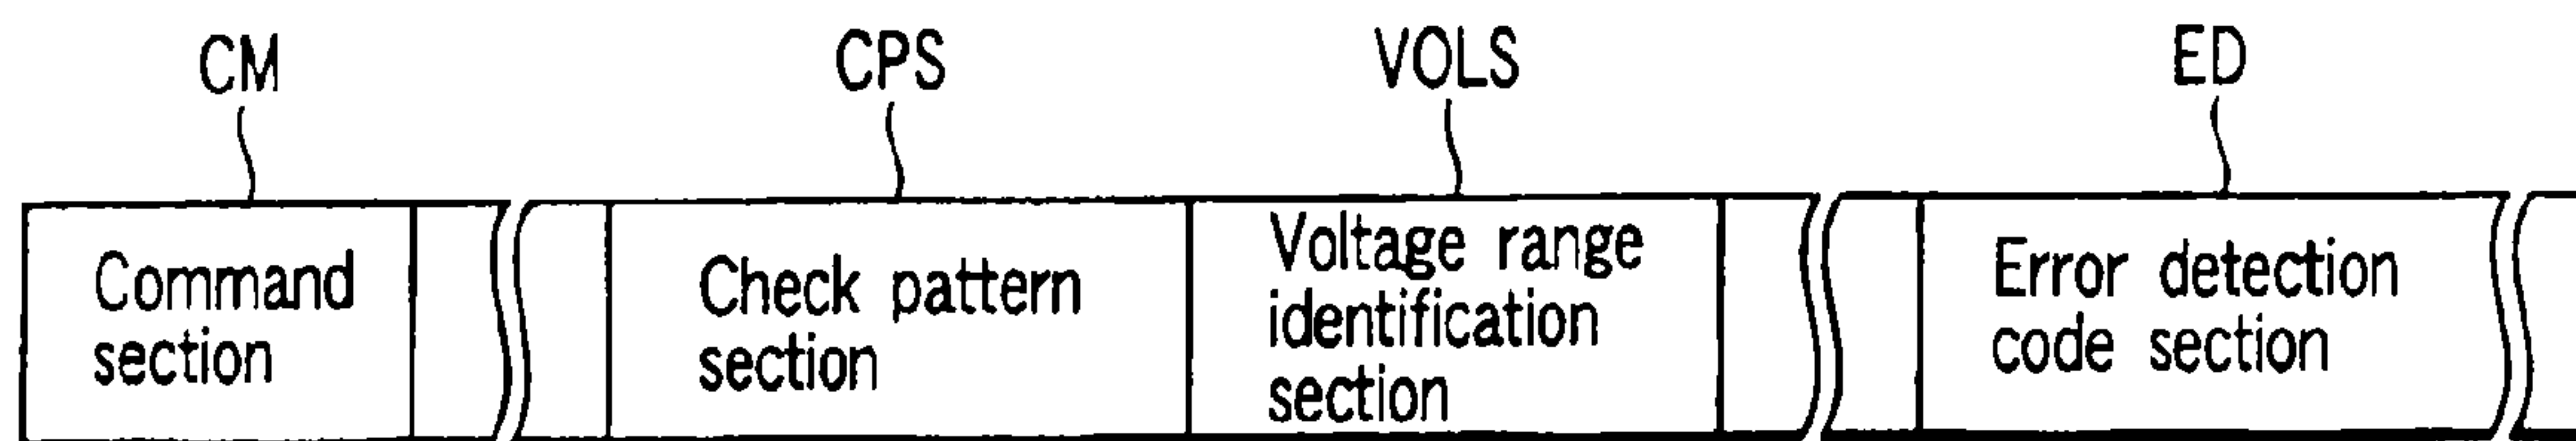 CM CPS VOLS ED
Command
section
Check pattern
section
Voltage range
identification
section
Error detection
code section